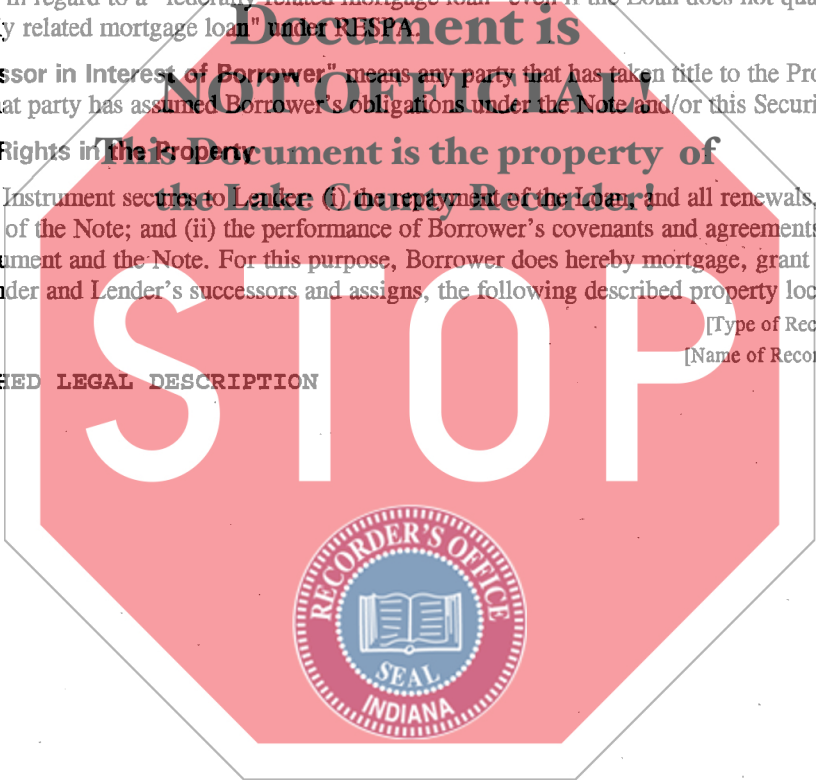 in regard to a "federally related mortgage loan" even if the Loan does not qua
y related mortgage loan" under RESPA.
Document is
ssor in Interest of Borrower" means any party that has taken title to the Pro
NOT OFFICIAL!
at party has assumed Borrower's obligations under the Note and/or this Securi
Rights in the Property
This Document is the property of
Instrument secures to Lender: (i) the repayment of the Loan, and all renewals,
the Lake County Recorder!
of the Note; and (ii) the performance of Borrower's covenants and agreements
ument and the Note. For this purpose, Borrower does hereby mortgage, grant
der and Lender's successors and assigns, the following described property loc
[Type of Rec
[Name of Recor
HED LEGAL DESCRIPTION
STOP
RECORDER'S OFFICE
SEAL
INDIANA